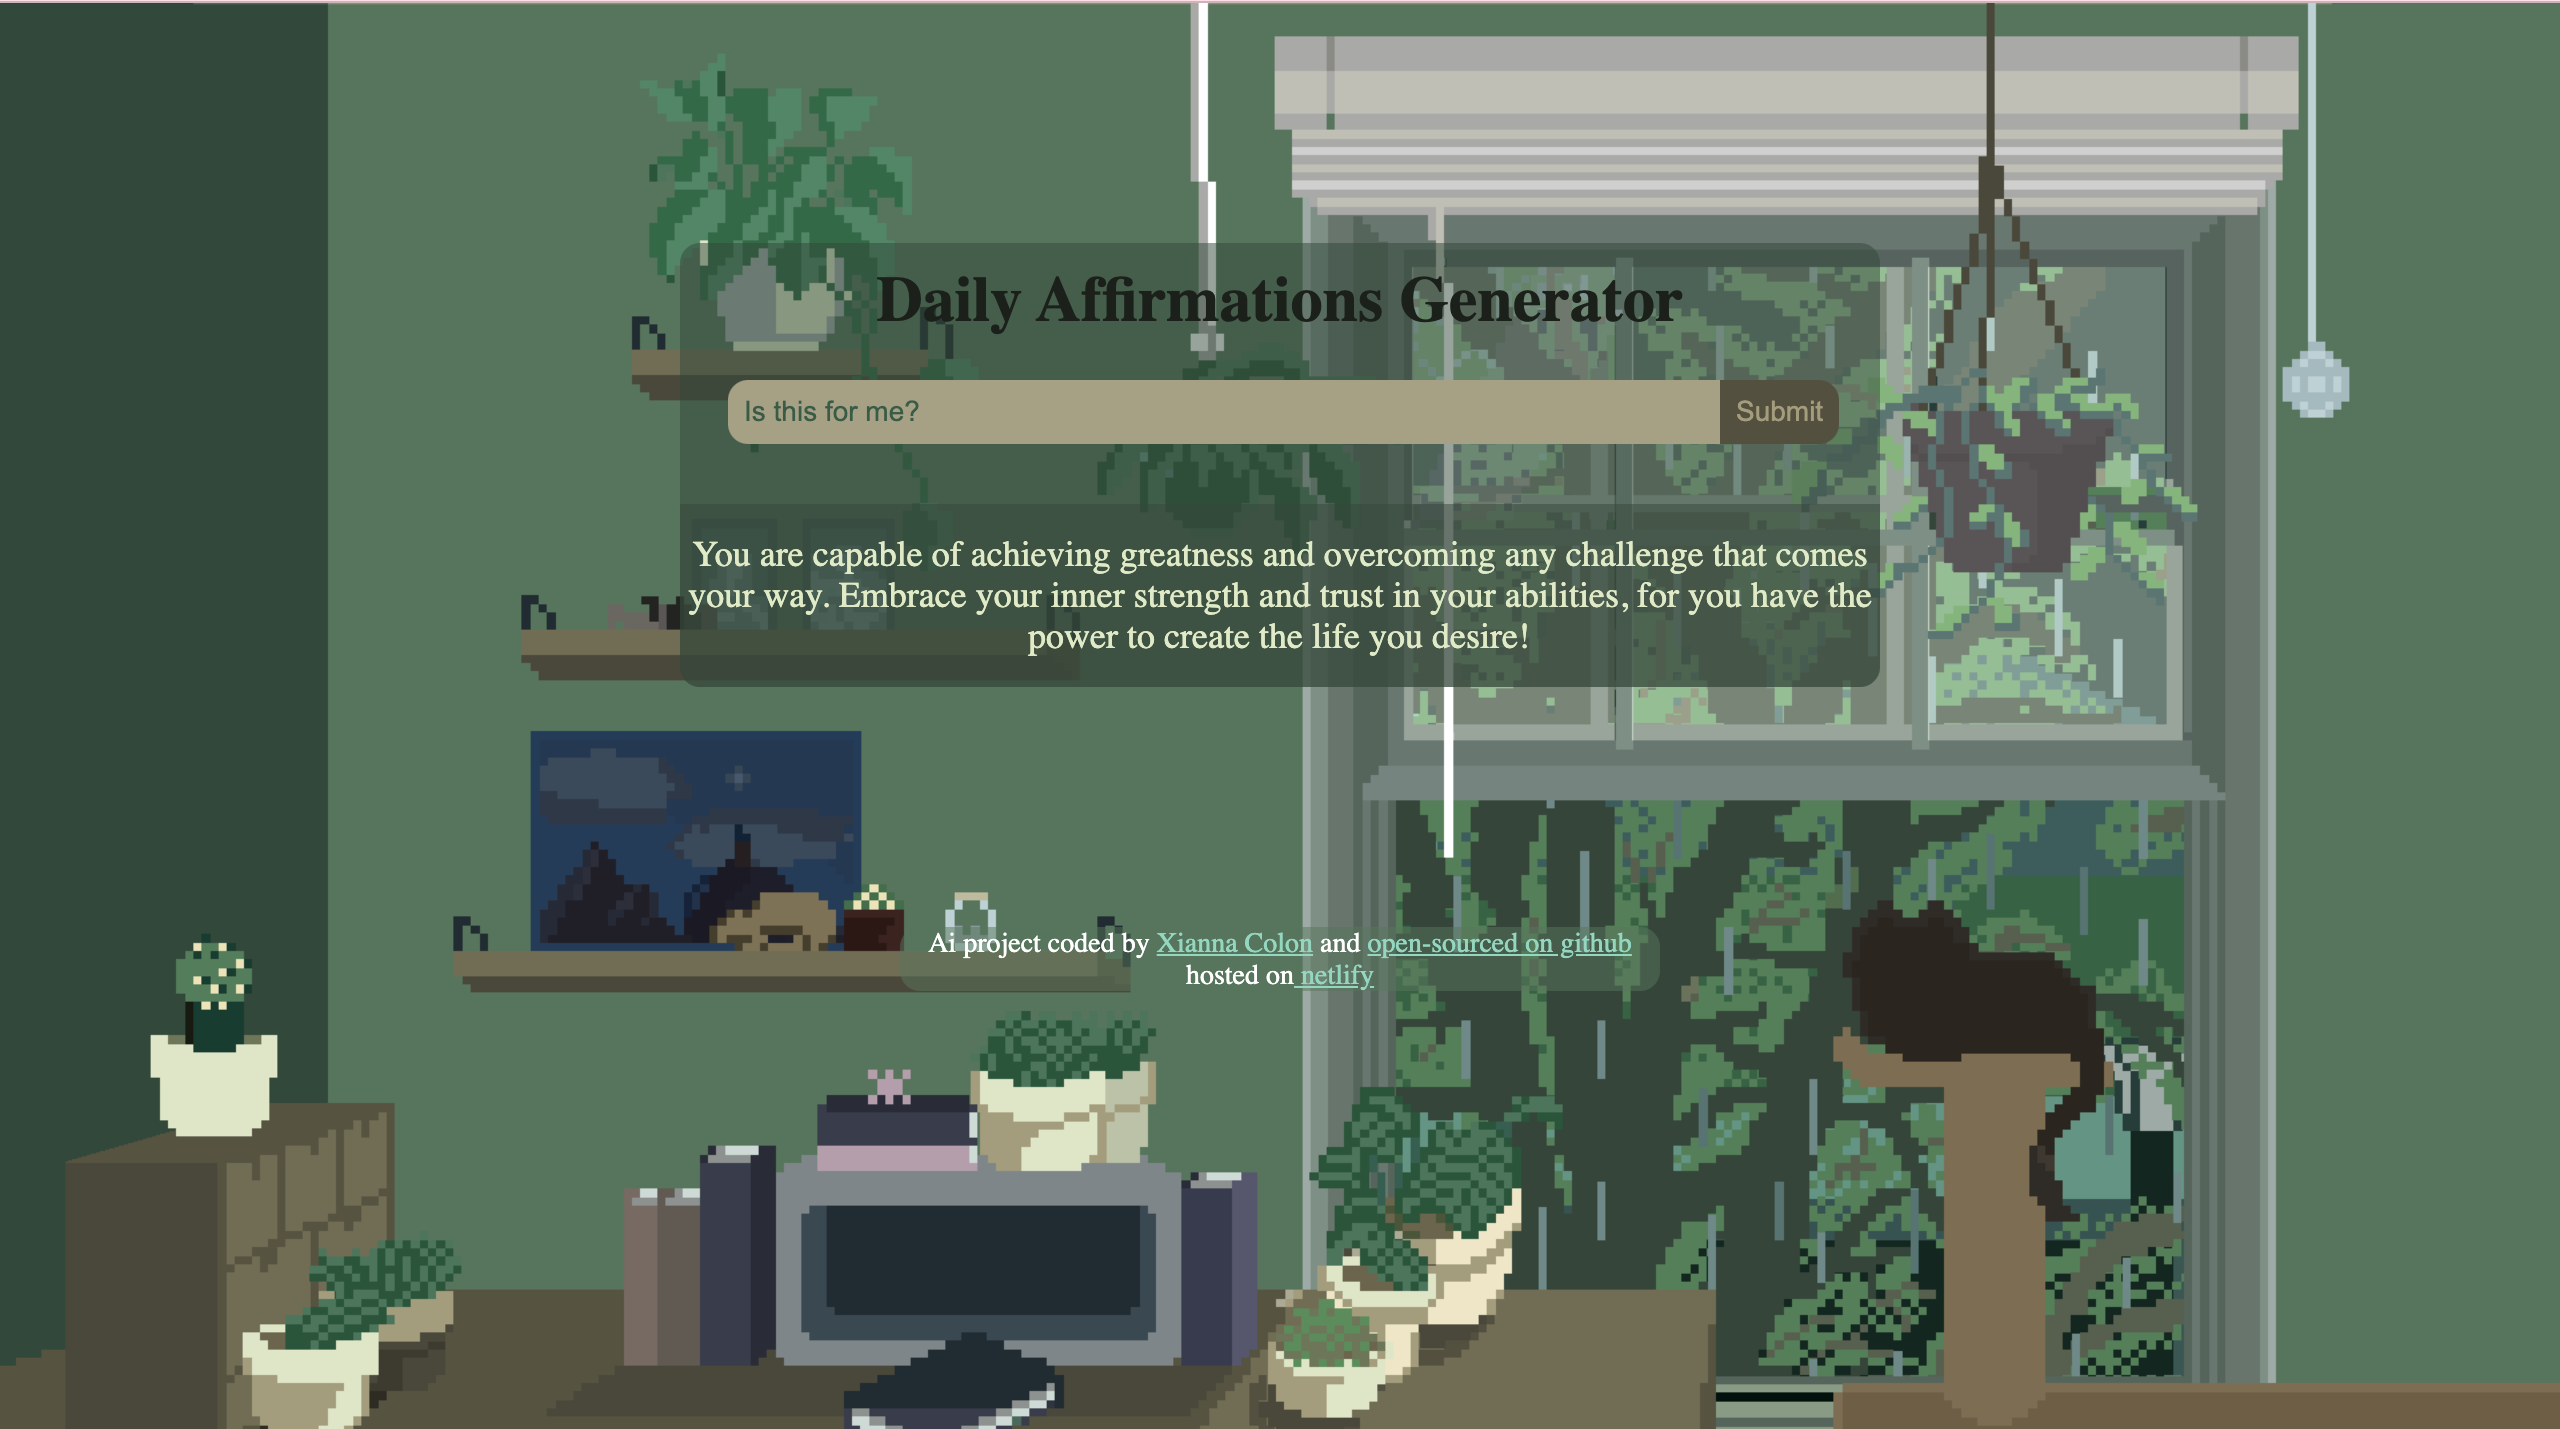 Daily Affirmations Generator
Is this for me?
Submit
You are capable of achieving greatness and overcoming any challenge that comes
your way. Embrace your inner strength and trust in your abilities, for you have the
power to create the life you desire!
Ai project coded by Xianna Colon and open-sourced on github
hosted on netlify